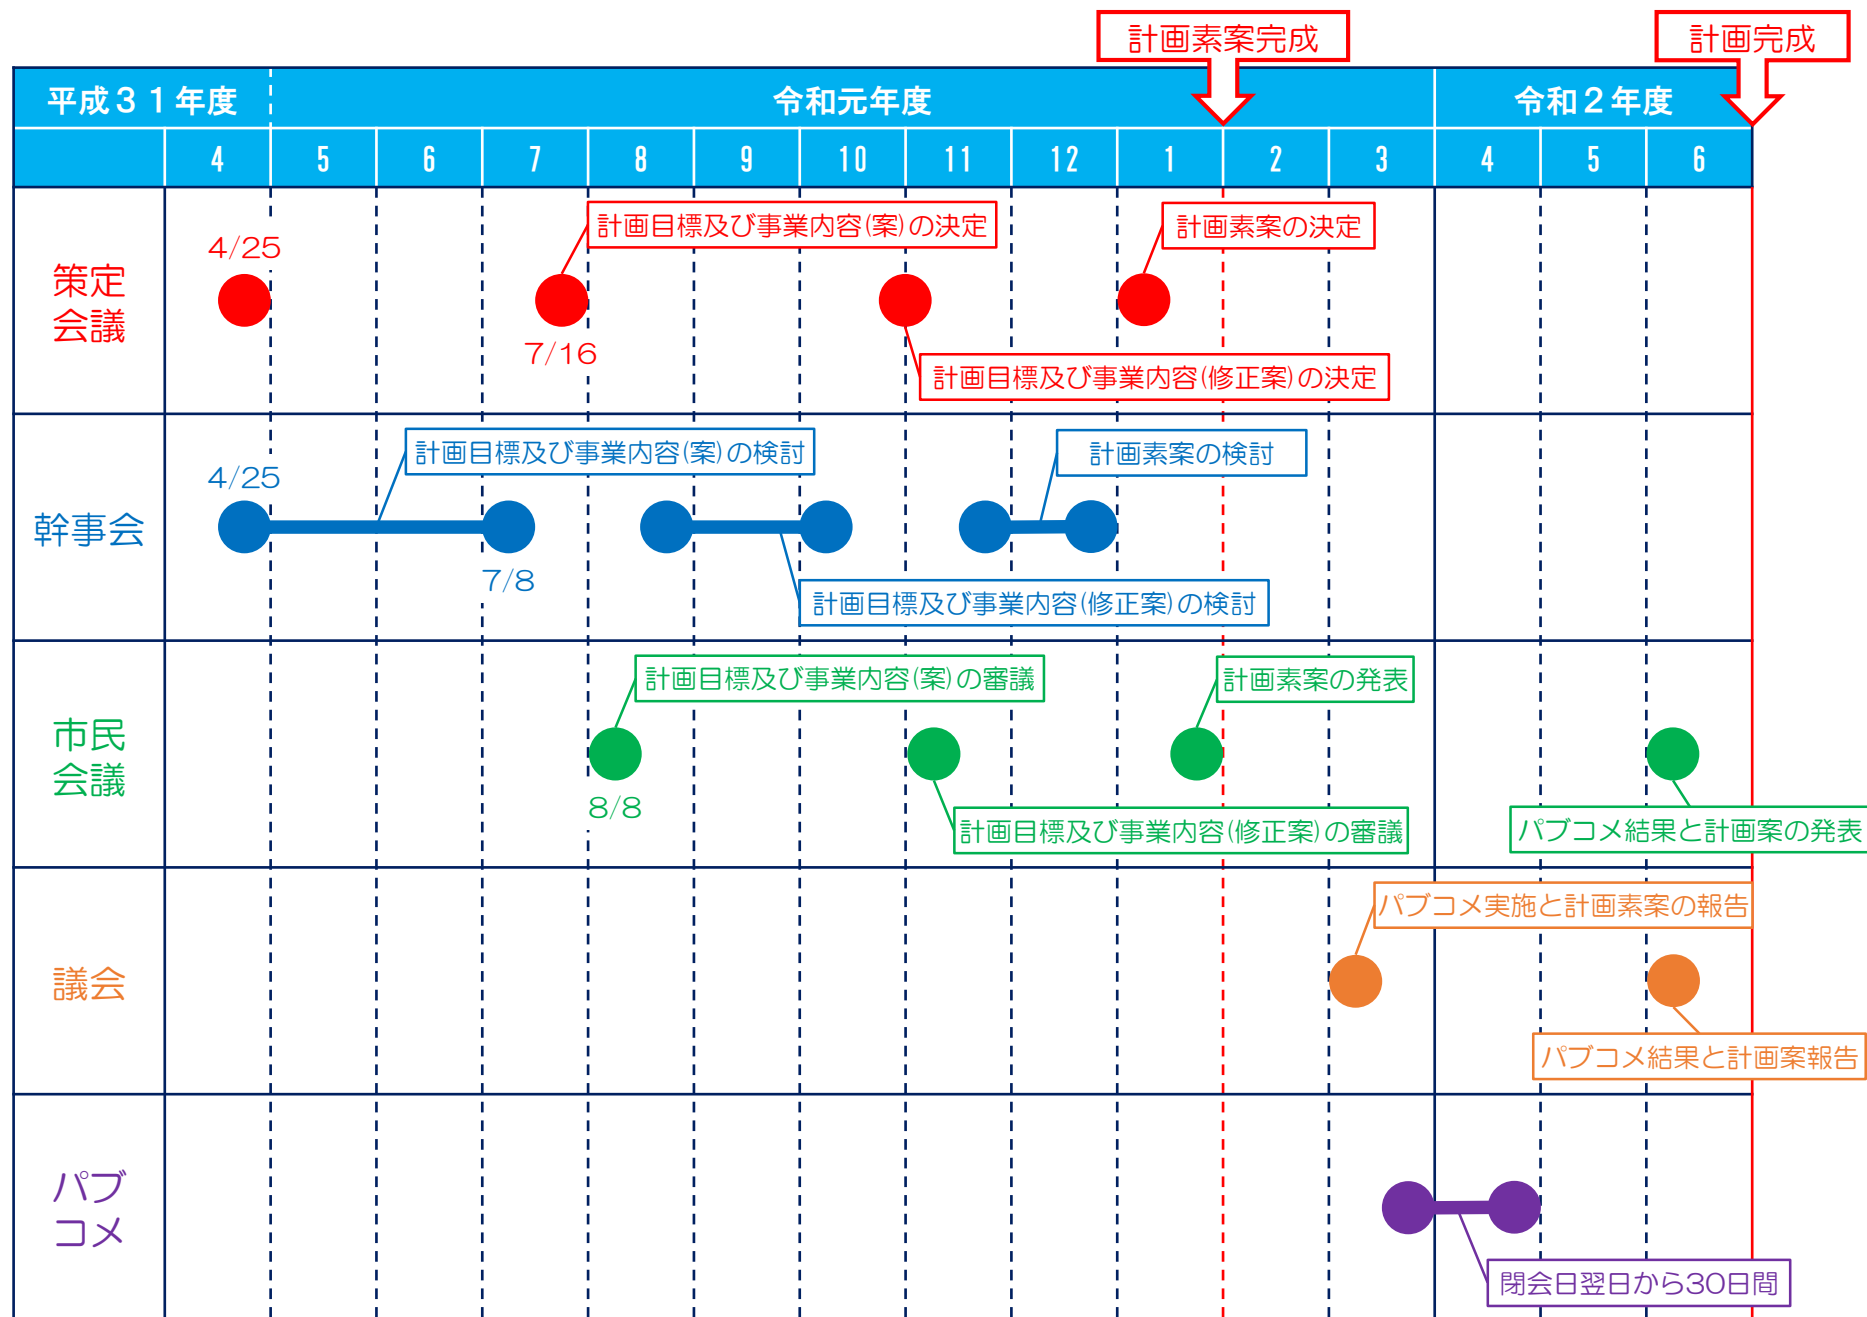 計画素案完成
計画完成
平成３１年度
令和元年度
令和２年度
4
5
6
7
8
9
10
11
12
1
2
3
4
5
6
策定
会議
4/25
計画目標及び事業内容(案)の決定
7/16
計画目標及び事業内容(修正案)の決定
計画素案の決定
幹事会
4/25
計画目標及び事業内容(案)の検討
7/8
計画目標及び事業内容(修正案)の検討
計画素案の検討
市民
会議
計画目標及び事業内容(案)の審議
8/8
計画目標及び事業内容(修正案)の審議
計画素案の発表
パブコメ結果と計画案の発表
議会
パブコメ実施と計画素案の報告
パブコメ結果と計画案報告
パブ
コメ
閉会日翌日から30日間